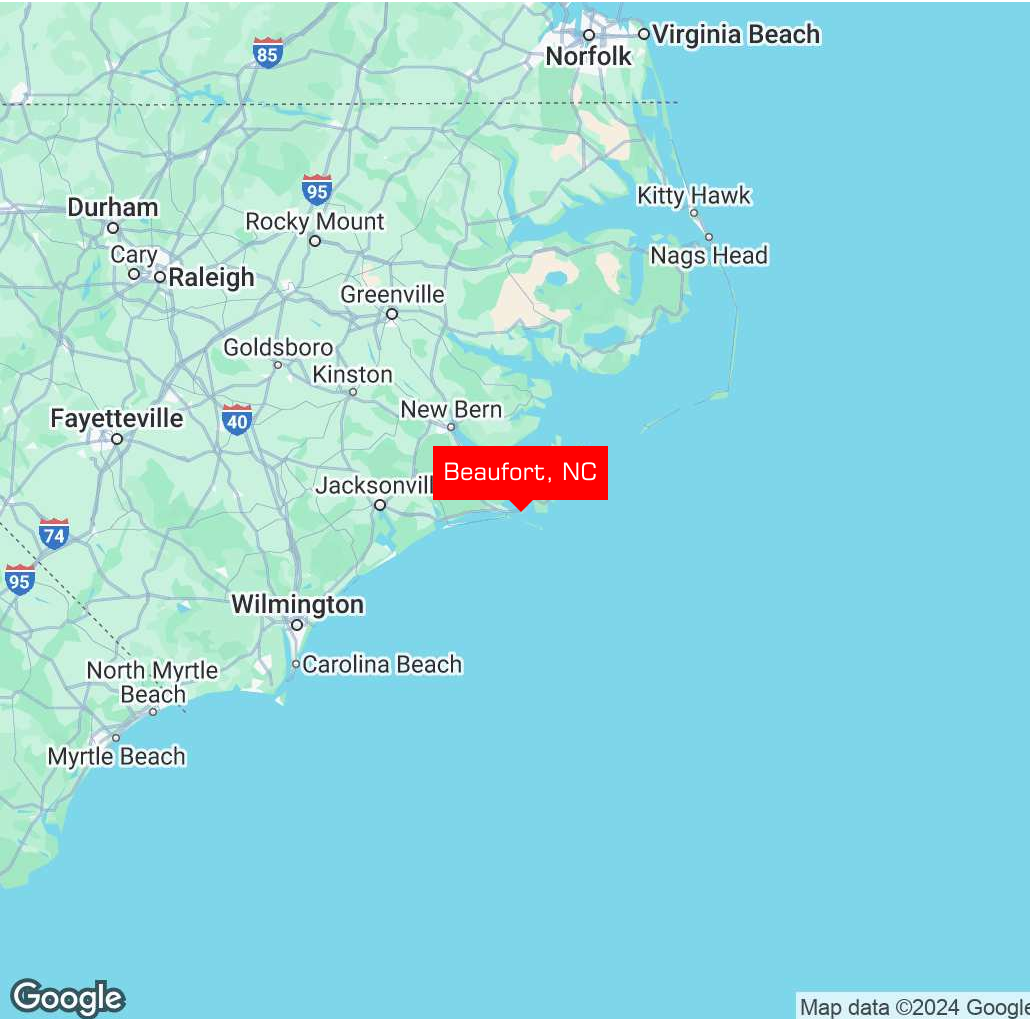 Virginia Beach
Norfolk
85
95
Kitty Hawk
Durham
Rocky Mount
Nags Head
Cary
Raleigh
Greenville
Goldsboro
Kinston
New Bern
Fayetteville
40
Beaufort, NC
Jacksonvill
74
95
Wilmington
Carolina Beach
North Myrtle
Beach
Myrtle Beach
Google
Map data ©2024 Google